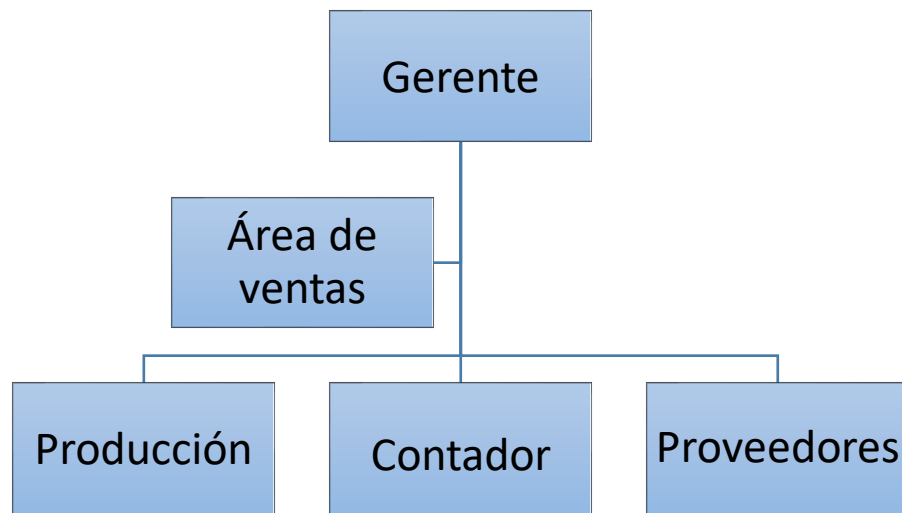 Gerente
Área de
ventas
Producción
Contador
Proveedores